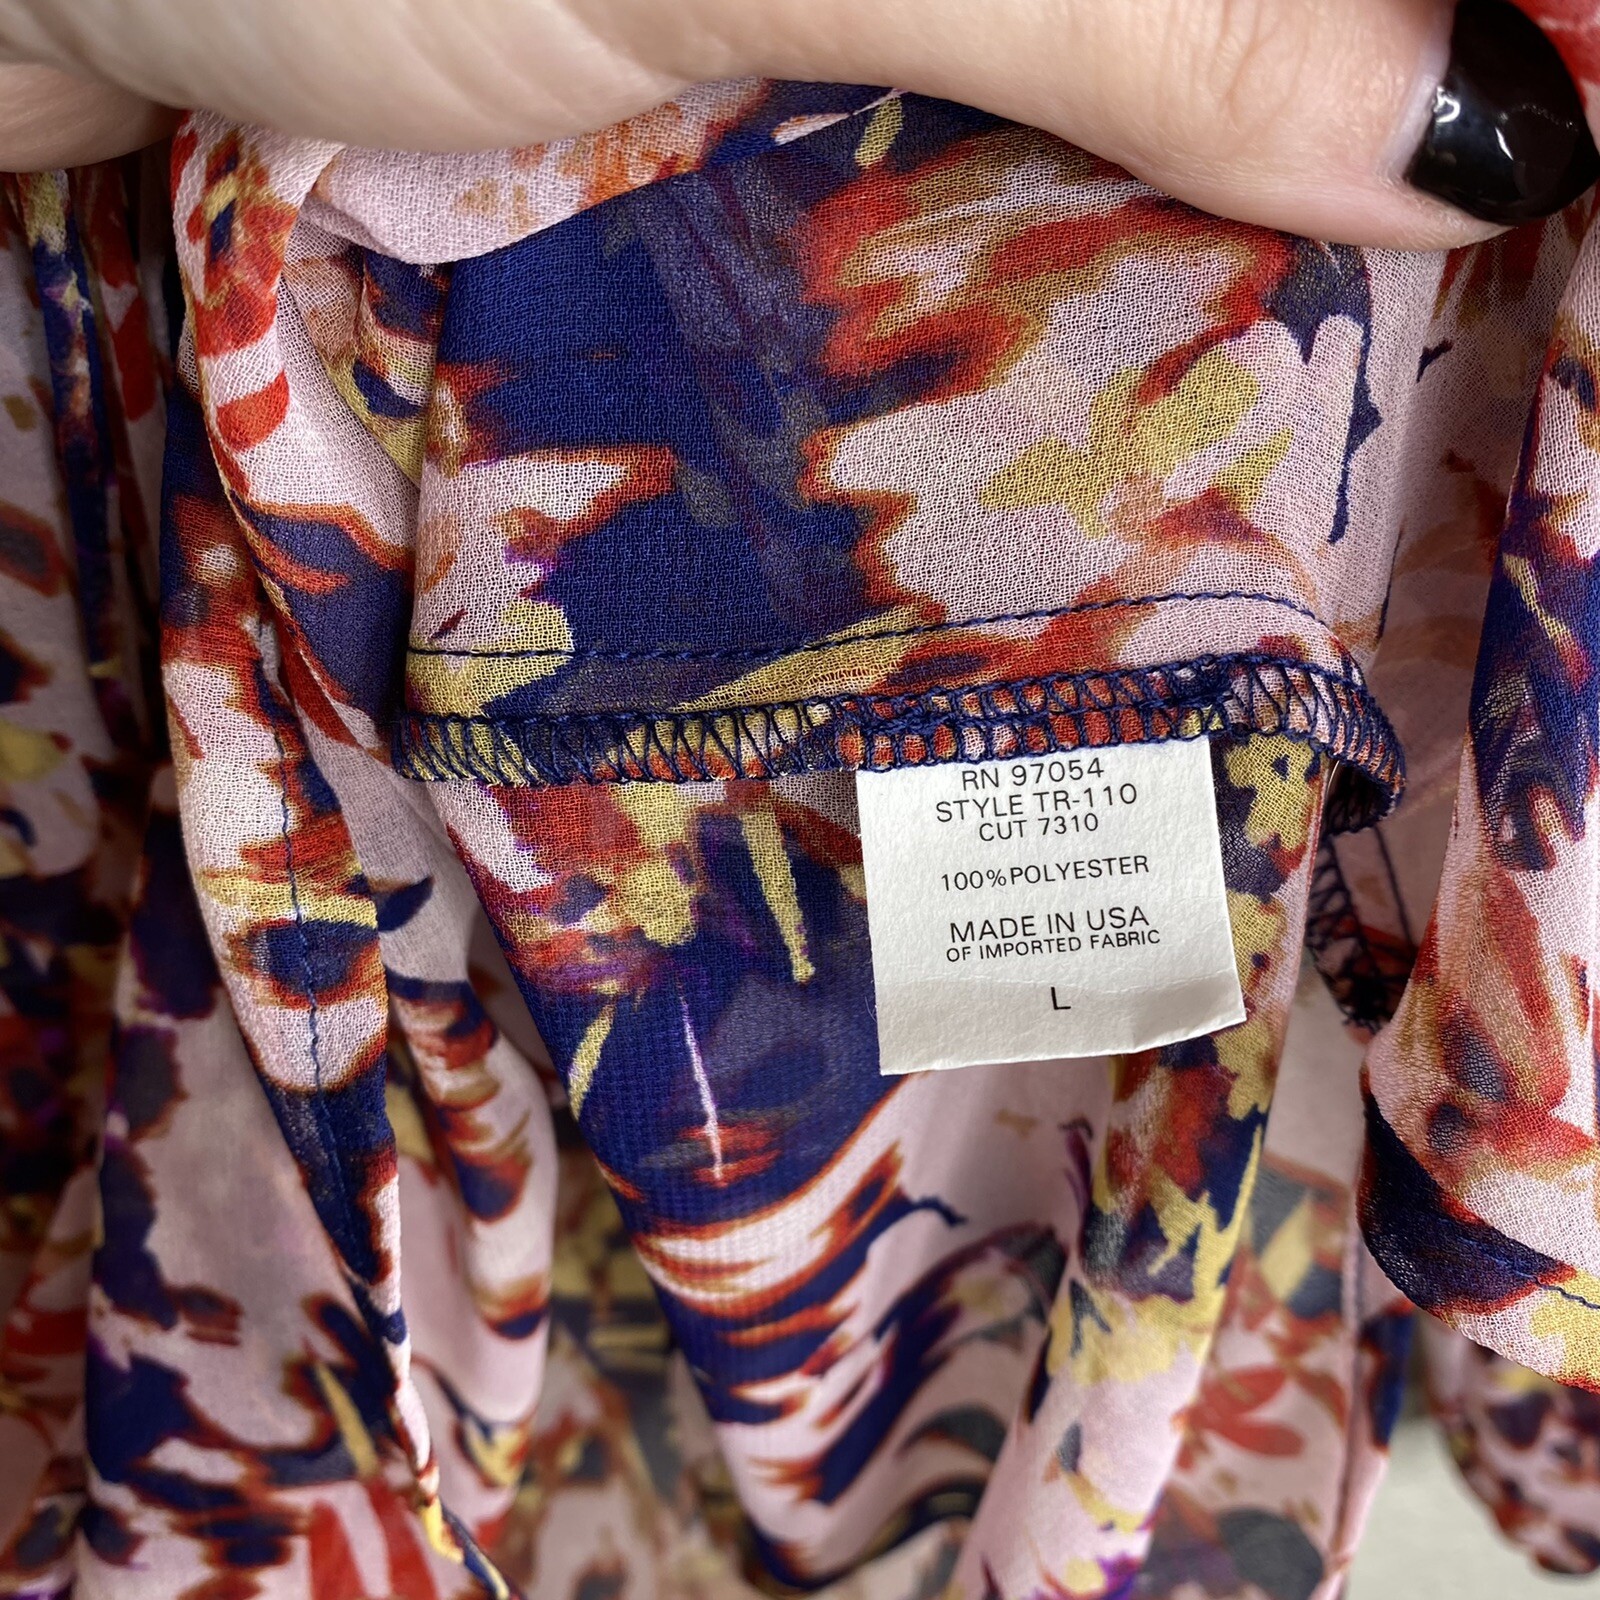 RN 97054
STYLE TR-110
CUT 7310
100%POLYESTER
MADE IN USA
OF IMPORTED FABRIC
L